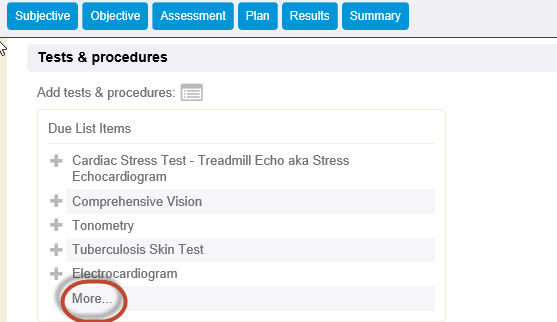 Subjective Objective Assessment Plan Results Summary
Tests & procedures
Add tests & procedures:
Due List Items
Cardiac Stress Test - Treadmill Echo aka Stress
Echocardiogram
Comprehensive Vision
Tonometry
Tuberculosis Skin Test
Electrocardiogram
More...